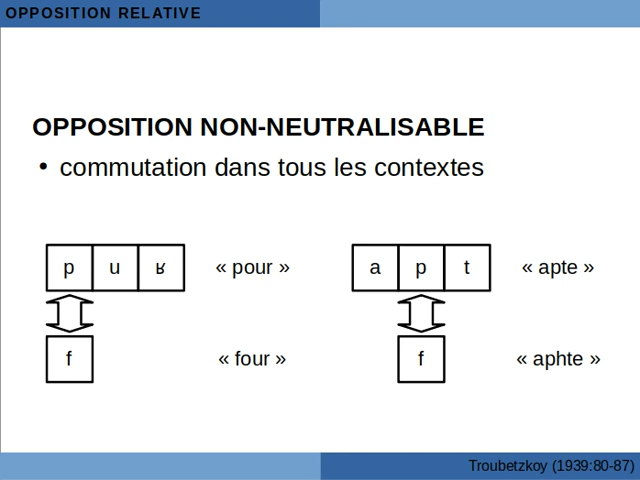 OPPOSITION RELATIVE
OPPOSITION NON-NEUTRALISABLE
• commutation dans tous les contextes
p u ʁ « pour » a p t « apte »
f « four » f « aphte »
Troubetzkoy (1939:80-87)